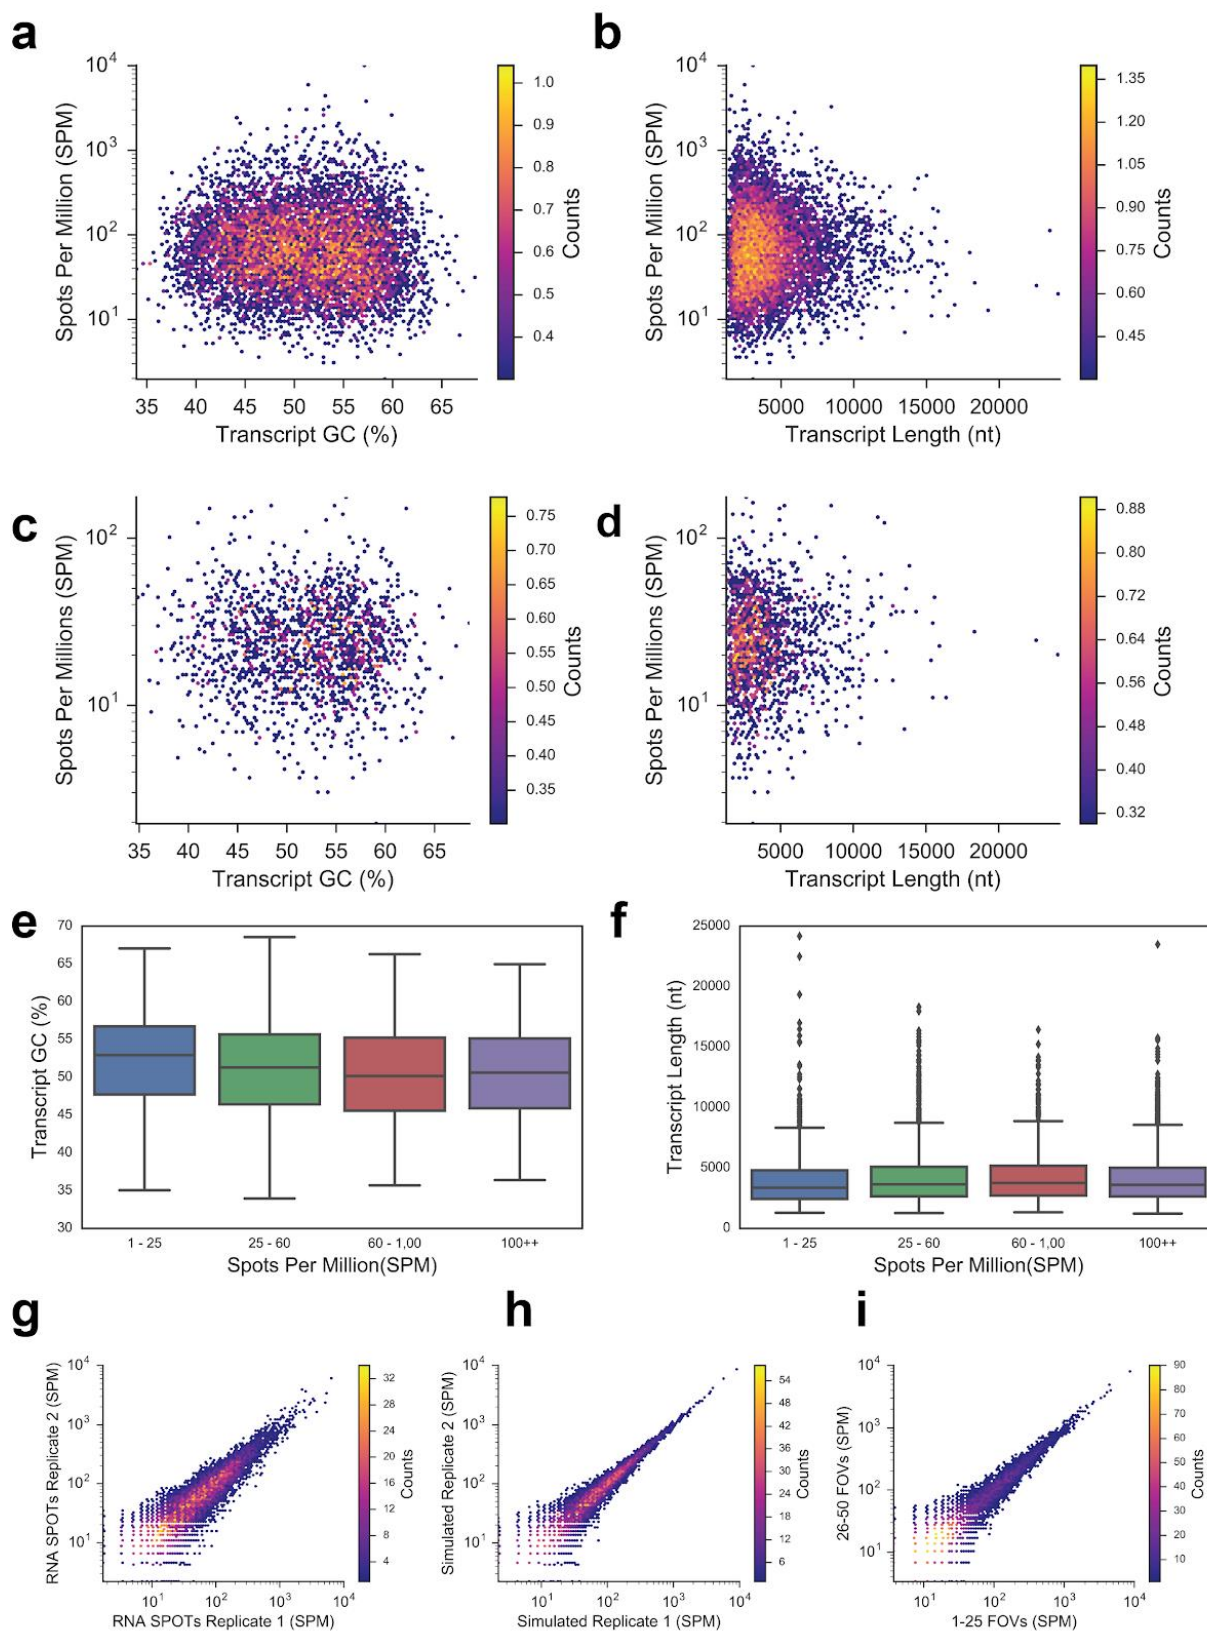 a
b
10^4
10^3
10^2
10^1
Spots Per Million (SPM)
35 40 45 50 55 60 65
Transcript GC (%)
1.0
0.9
0.8
0.7
0.6
0.5
0.4
Counts
10^4
10^3
10^2
10^1
Spots Per Million (SPM)
5000 10000 15000 20000
Transcript Length (nt)
1.35
1.20
1.05
0.90
0.75
0.60
0.45
Counts
c
d
10^2
10^1
Spots Per Millions (SPM)
35 40 45 50 55 60 65
Transcript GC (%)
0.75
0.70
0.65
0.60
0.55
0.50
0.45
0.40
0.35
Counts
10^2
10^1
Spots Per Millions (SPM)
5000 10000 15000 20000
Transcript Length (nt)
0.88
0.80
0.72
0.64
0.56
0.48
0.40
0.32
Counts
e
f
70
65
60
55
50
45
40
35
30
Transcript GC (%)
1 - 25 25 - 60 60 - 1,00 100++
Spots Per Million(SPM)
25000
20000
15000
10000
5000
0
Transcript Length (nt)
1 - 25 25 - 60 60 - 1,00 100++
Spots Per Million(SPM)
g
h
i
10^4
10^3
10^2
10^1
RNA SPOTs Replicate 2 (SPM)
10^1 10^2 10^3 10^4
RNA SPOTs Replicate 1 (SPM)
32
28
24
20
16
12
8
4
Counts
10^4
10^3
10^2
10^1
Simulated Replicate 2 (SPM)
10^1 10^2 10^3 10^4
Simulated Replicate 1 (SPM)
54
48
42
36
30
24
18
12
6
Counts
10^4
10^3
10^2
10^1
26-50 FOVs (SPM)
10^1 10^2 10^3 10^4
1-25 FOVs (SPM)
90
80
70
60
50
40
30
20
10
Counts